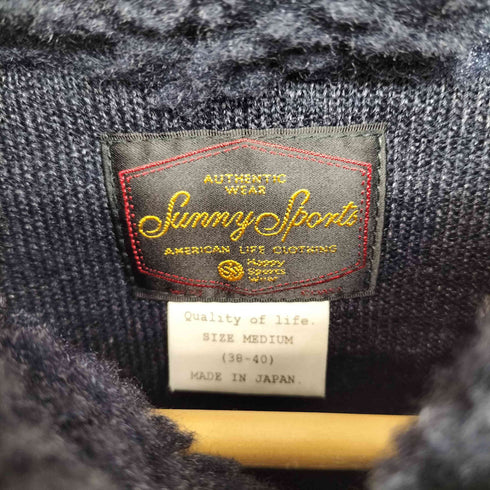 AUTHENTIC
WEAR
Sunny Sports
AMERICAN LIFE CLOTHING
SS Happy
Sports
Wear
Quality of life.
SIZE MEDIUM
(38-40)
MADE IN JAPAN.